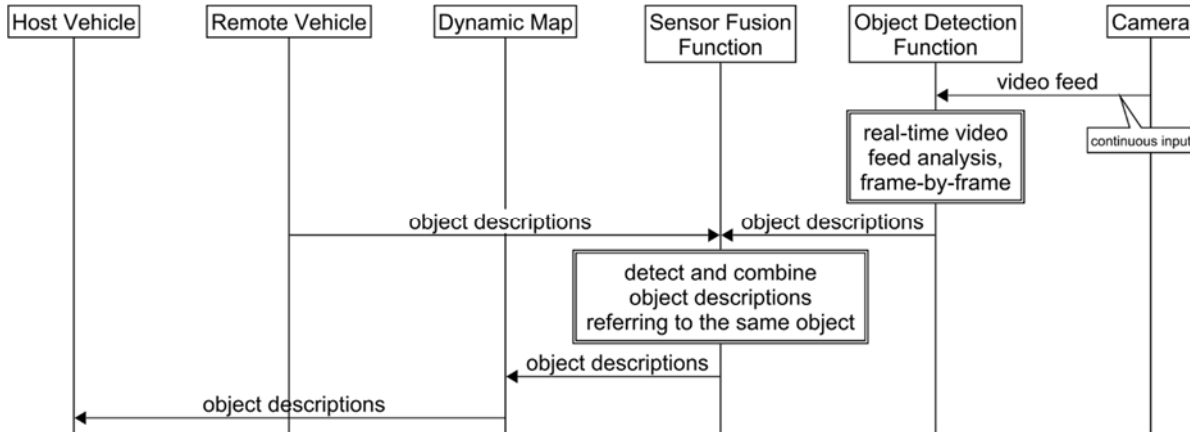 Host Vehicle
Remote Vehicle
Dynamic Map
Sensor Fusion
Function
Object Detection
Function
Camera
video feed
continuous input
real-time video
feed analysis,
frame-by-frame
object descriptions
object descriptions
detect and combine
object descriptions
referring to the same object
object descriptions
object descriptions